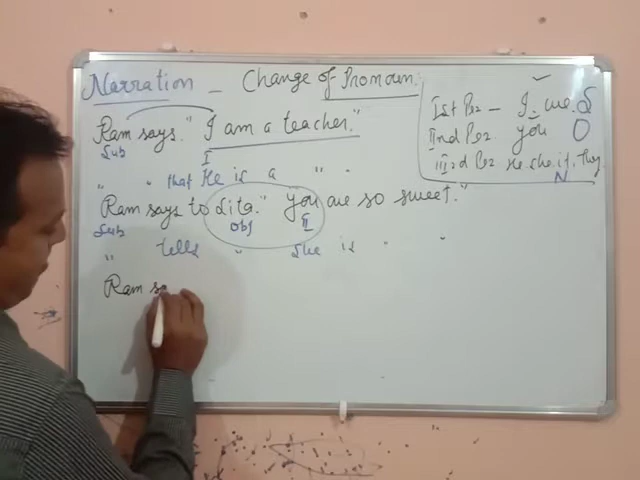 Narration - Change of Pronoun.
Ist Per - I, we. S
IInd Per. you O
IIIrd Per He, she, it, they
N
Ram says." I am a teacher."
Sub I
" " that He is a " "
Ram says to Sita." You are so sweet."
Sub obj II
" tells " She is " "
Ram sa